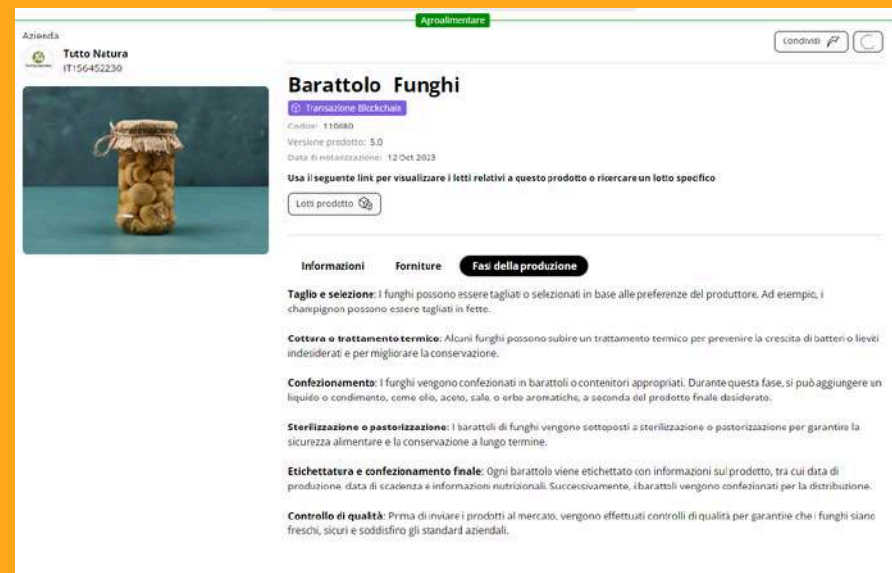 Agroalimentare
Azienda
Tutto Natura
IT156452230
Condividi
Barattolo Funghi
Transazione Blockchain
Codice: 110680
Versione prodotto: 5.0
Data di notarizzazione: 12 Oct 2023
Usa il seguente link per visualizzare i lotti relativi a questo prodotto o ricercare un lotto specifico
Lotti prodotto
Informazioni Forniture Fasi della produzione
Taglio e selezione: I funghi possono essere tagliati o selezionati in base alle preferenze del produttore. Ad esempio, i
champignon possono essere tagliati in fette.
Cottura o trattamento termico: Alcuni funghi possono subire un trattamento termico per prevenire la crescita di batteri o lieviti
indesiderati e per migliorare la conservazione.
Confezionamento: I funghi vengono confezionati in barattoli o contenitori appropriati. Durante questa fase, si può aggiungere un
liquido o condimento, come olio, aceto, sale, o erbe aromatiche, a seconda del prodotto finale desiderato.
Sterilizzazione o pastorizzazione: I barattoli di funghi vengono sottoposti a sterilizzazione o pastorizzazione per garantire la
sicurezza alimentare e la conservazione a lungo termine.
Etichettatura e confezionamento finale: Ogni barattolo viene etichettato con informazioni sul prodotto, tra cui data di
produzione, data di scadenza e informazioni nutrizionali. Successivamente, i barattoli vengono confezionati per la distribuzione.
Controllo di qualità: Prima di inviare i prodotti al mercato, vengono effettuati controlli di qualità per garantire che i funghi siano
freschi, sicuri e soddisfino gli standard aziendali.